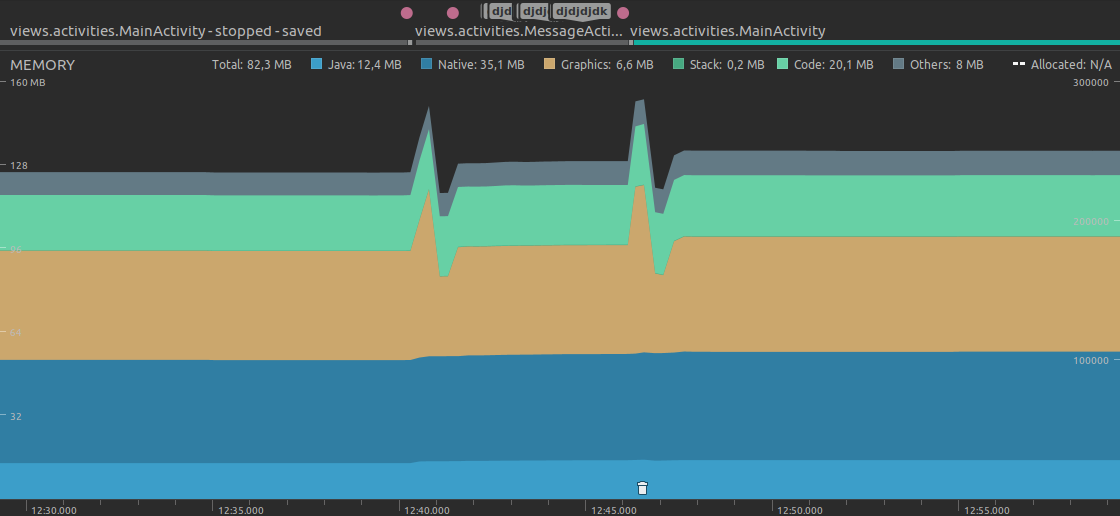 djd djdj djdjdjdk
views.activities.MainActivity - stopped - saved views.activities.MessageActi... views.activities.MainActivity
MEMORY Total: 82,3 MB Java: 12,4 MB Native: 35,1 MB Graphics: 6,6 MB Stack: 0,2 MB Code: 20,1 MB Others: 8 MB Allocated: N/A
160 MB 300000
128
200000
96
64
100000
32
12:30.000 12:35.000 12:40.000 12:45.000 12:50.000 12:55.000